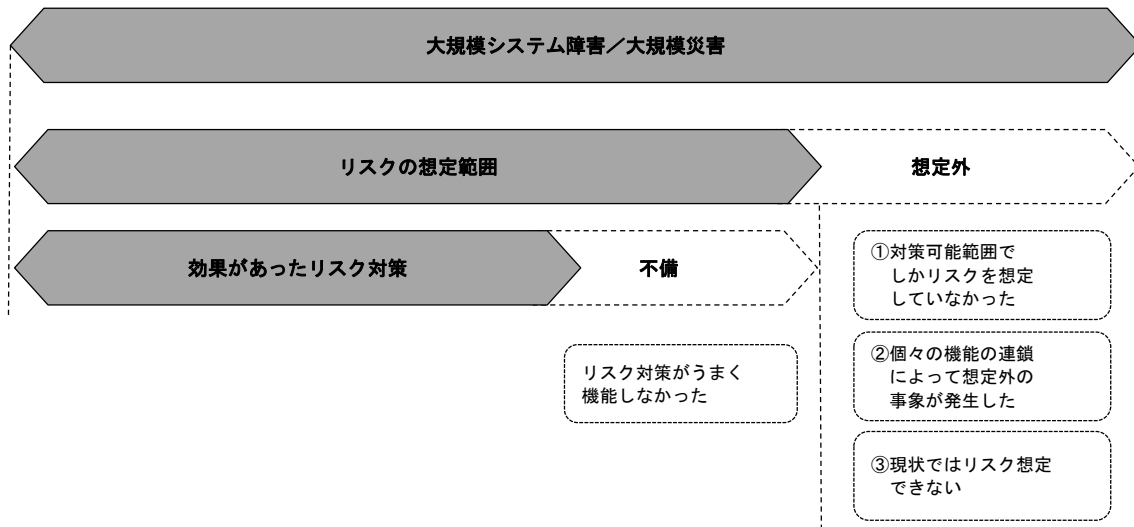 大規模システム障害／大規模災害
リスクの想定範囲
想定外
効果があったリスク対策
不備
①対策可能範囲で
しかリスクを想定
していなかった
リスク対策がうまく
機能しなかった
②個々の機能の連鎖
によって想定外の
事象が発生した
③現状ではリスク想定
できない